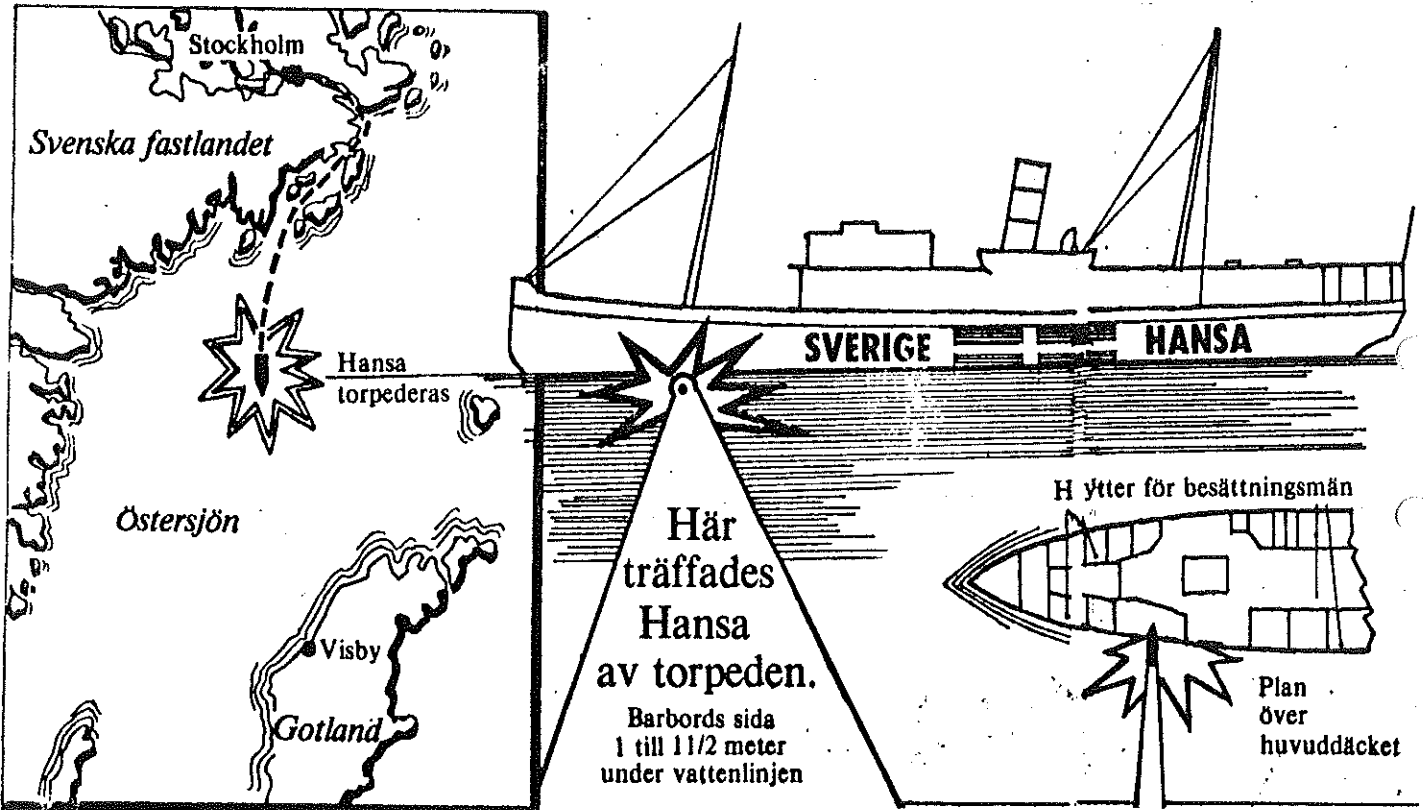 Stockholm
Svenska fastlandet
Hansa
torpederas
Östersjön
Visby
Gotland
SVERIGE
HANSA
Här
träffades
Hansa
av torpeden.
Barbords sida
1 till 11/2 meter
under vattenlinjen
H ytter för besättningsmän
Plan
över
huvuddäcket